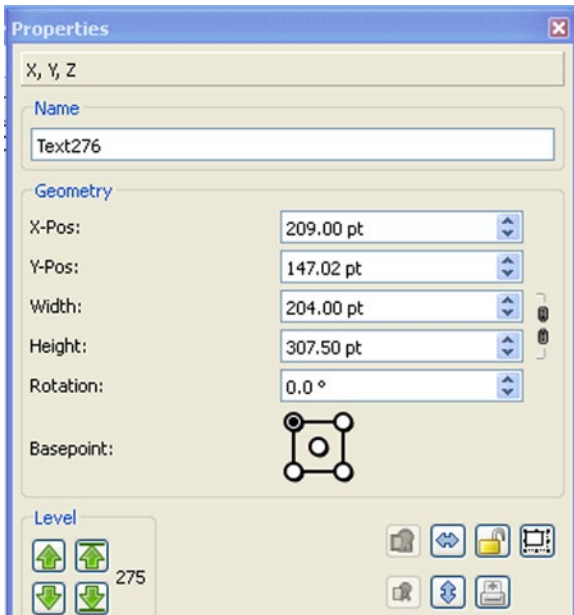 Properties
X, Y, Z
Name
Text276
Geometry
X-Pos: 209.00 pt
Y-Pos: 147.02 pt
Width: 204.00 pt
Height: 307.50 pt
Rotation: 0.0 °
Basepoint:
Level
275